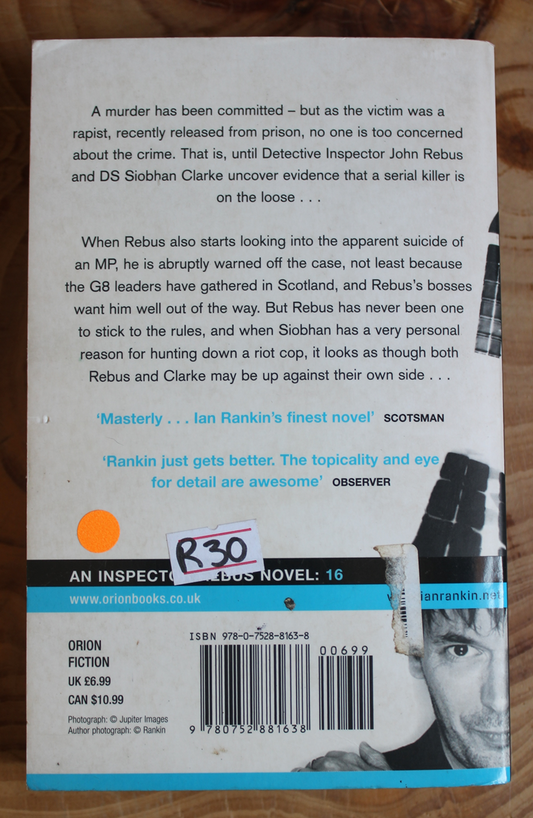 A murder has been committed – but as the victim was a
rapist, recently released from prison, no one is too concerned
about the crime. That is, until Detective Inspector John Rebus
and DS Siobhan Clarke uncover evidence that a serial killer is
on the loose . . .
When Rebus also starts looking into the apparent suicide of
an MP, he is abruptly warned off the case, not least because
the G8 leaders have gathered in Scotland, and Rebus's bosses
want him well out of the way. But Rebus has never been one
to stick to the rules, and when Siobhan has a very personal
reason for hunting down a riot cop, it looks as though both
Rebus and Clarke may be up against their own side . . .
'Masterly . . . Ian Rankin's finest novel' SCOTSMAN
'Rankin just gets better. The topicality and eye
for detail are awesome' OBSERVER
R30
AN INSPECTO REBUS NOVEL: 16
www.orionbooks.co.uk
ianrankin.net
ISBN 978-0-7528-8163-8
00699
ORION
FICTION
UK £6.99
CAN $10.99
Photograph: © Jupiter Images
Author photograph: © Rankin
9 780752 881638